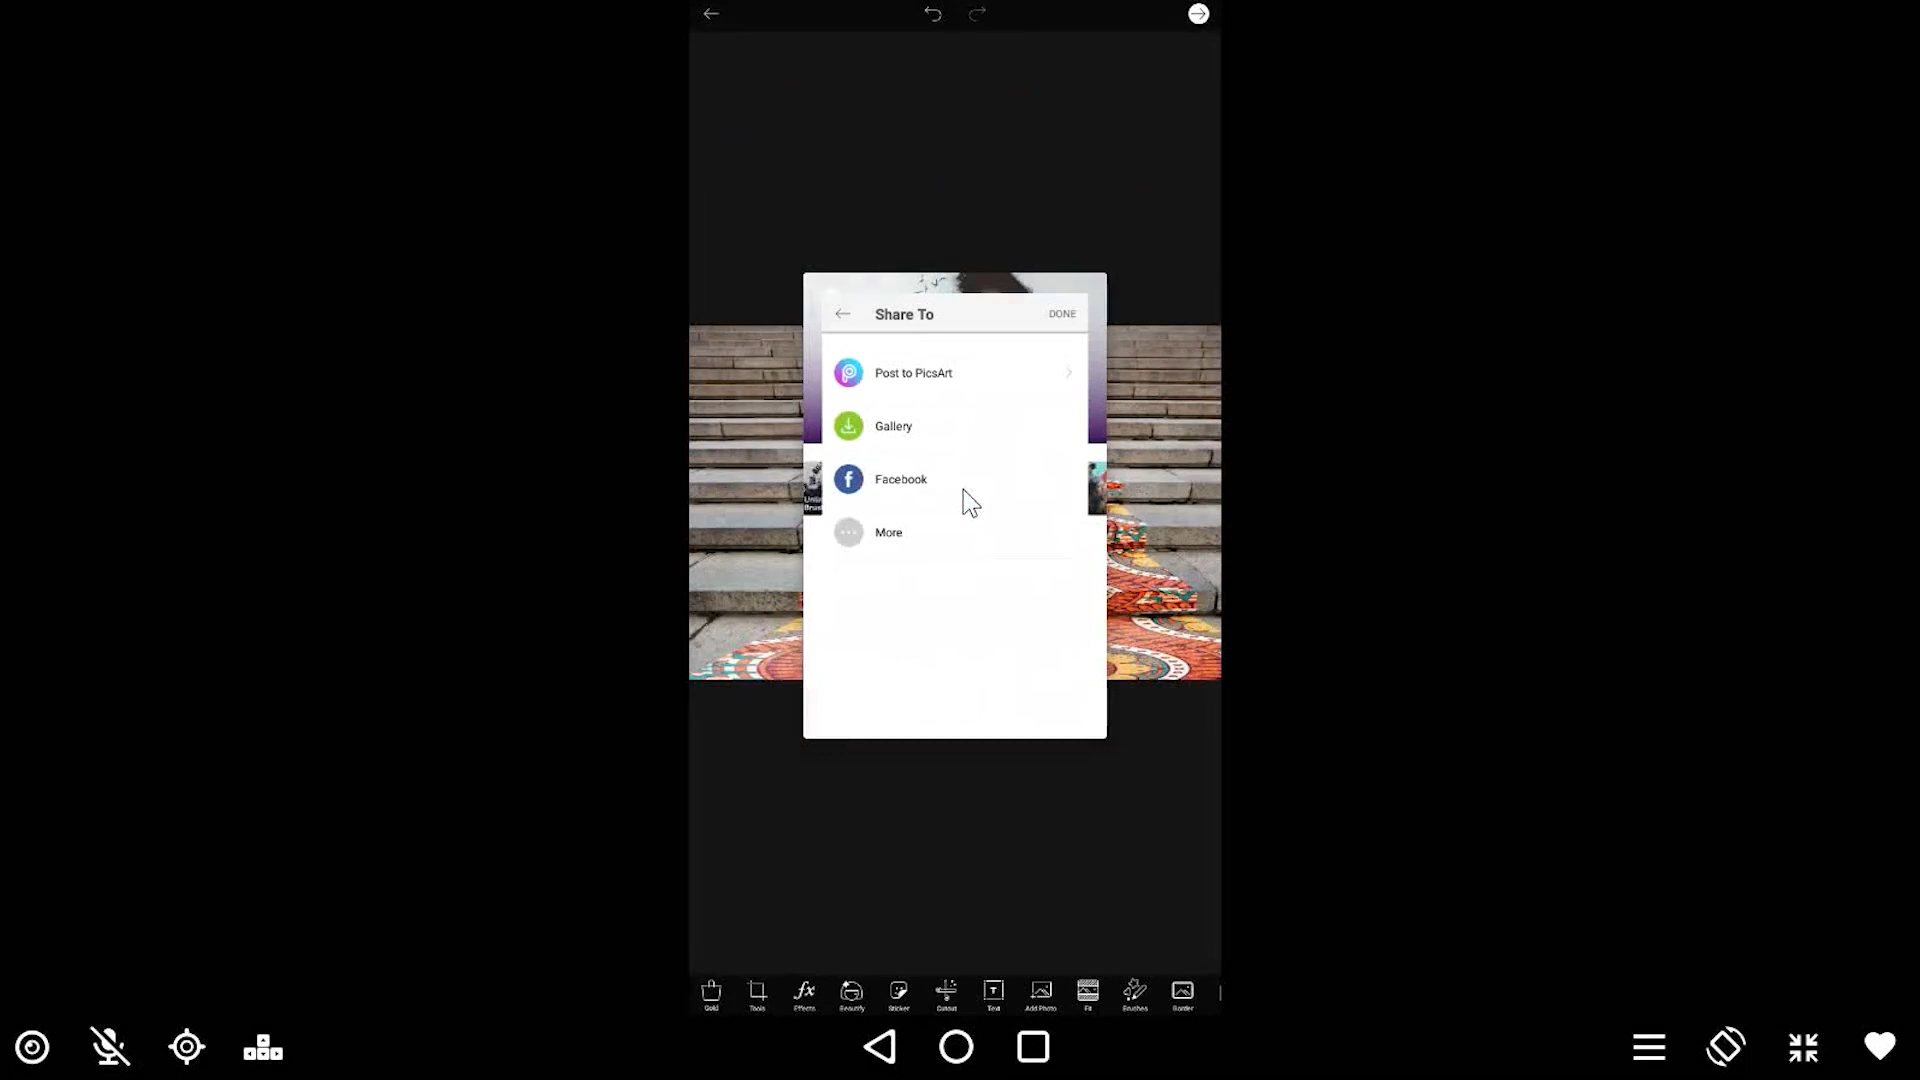 Share To
DONE
Post to PicsArt
Gallery
Facebook
More
Gold
Tools
Effects
Beautify
Sticker
Cutout
Text
Add Photo
Fit
Brushes
Border